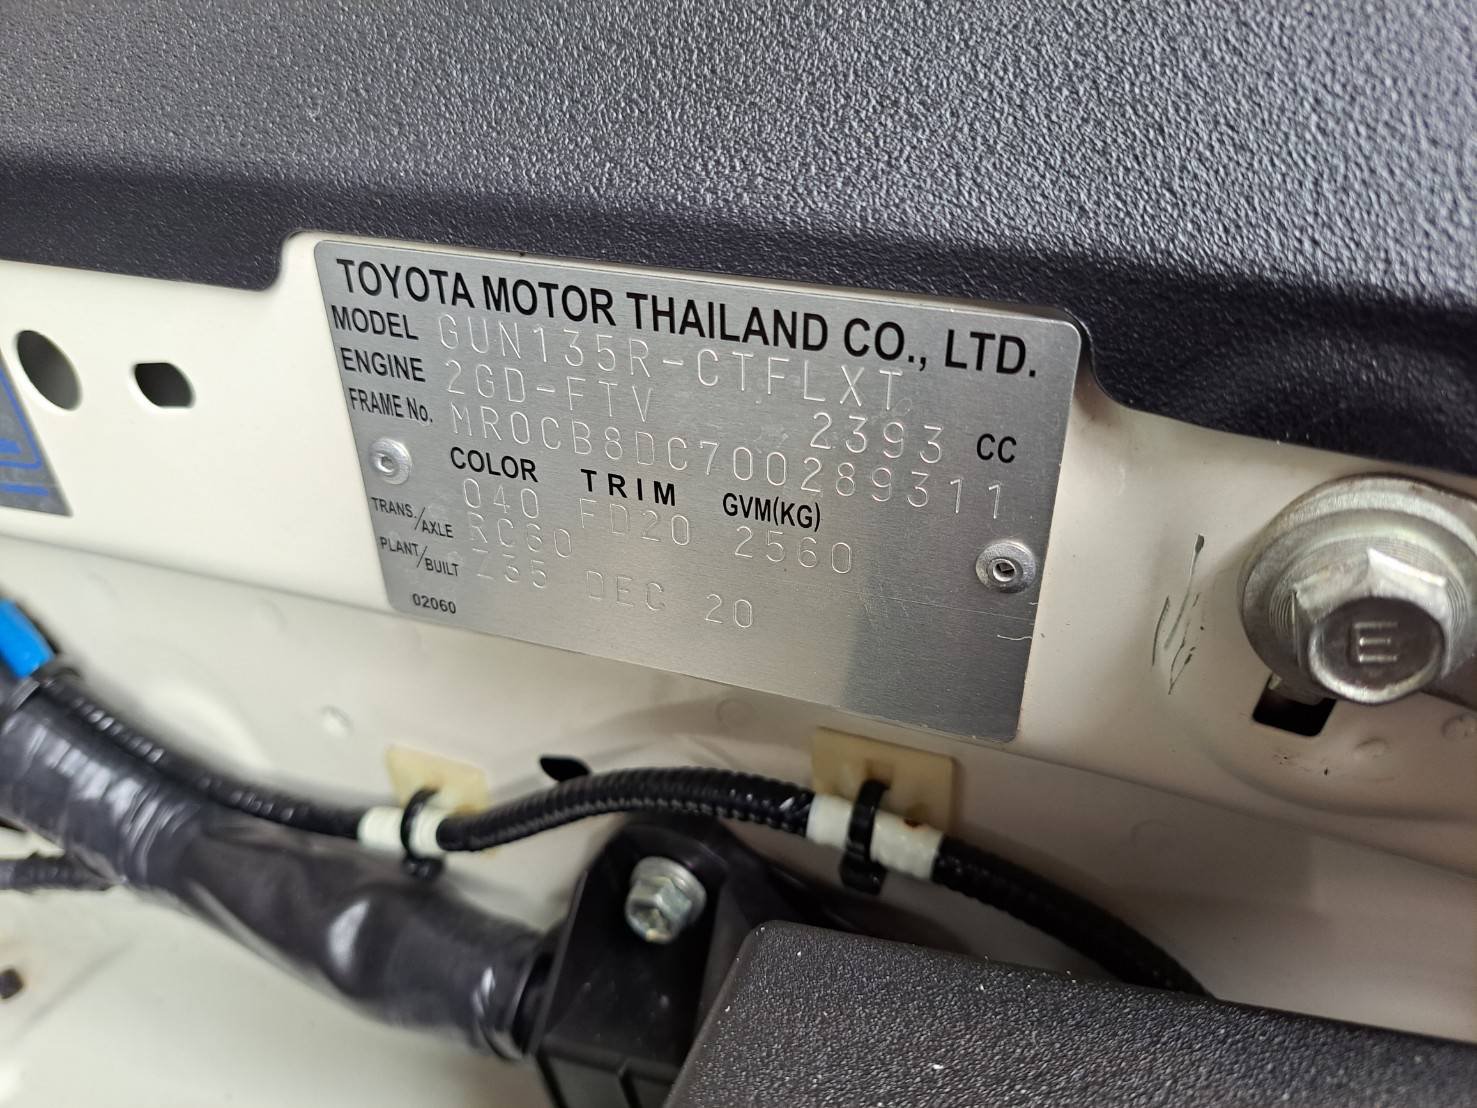 TOYOTA MOTOR THAILAND CO., LTD.
MODEL GUN135R-CTFLXT
ENGINE 2GD-FTV 2393 CC
FRAME No. MR0CB8DC700289311
COLOR TRIM GVM(KG)
040 FD20 2560
TRANS./AXLE RC60
PLANT/BUILT Z35 DEC 20
02060
E